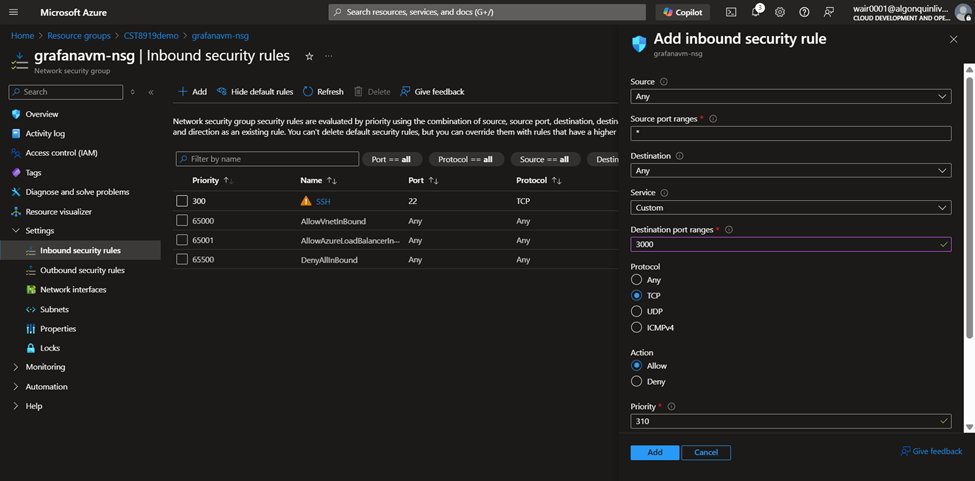 Microsoft Azure
Search resources, services, and docs (G+/)
Copilot
3
wair0001@algonquinliv...
CLOUD DEVELOPMENT AND OPE...
Home > Resource groups > CST8919demo > grafanavm-nsg
grafanavm-nsg | Inbound security rules
Network security group
Search
Overview
Activity log
Access control (IAM)
Tags
Diagnose and solve problems
Resource visualizer
Settings
Inbound security rules
Outbound security rules
Network interfaces
Subnets
Properties
Locks
Monitoring
Automation
Help
Add
Hide default rules
Refresh
Delete
Give feedback
Network security group security rules are evaluated by priority using the combination of source, source port, destination, destin
and direction as an existing rule. You can't delete default security rules, but you can override them with rules that have a higher
Filter by name
Port == all
Protocol == all
Source == all
Destin
Priority ↑ Name ↑↓ Port ↑↓ Protocol ↑↓
300 SSH 22 TCP
65000 AllowVnetInBound Any Any
65001 AllowAzureLoadBalancerIn... Any Any
65500 DenyAllInBound Any Any
Add inbound security rule
grafanavm-nsg
Source
Any
Source port ranges *
*
Destination
Any
Service
Custom
Destination port ranges *
3000
Protocol
Any
TCP
UDP
ICMPv4
Action
Allow
Deny
Priority *
310
Add
Cancel
Give feedback